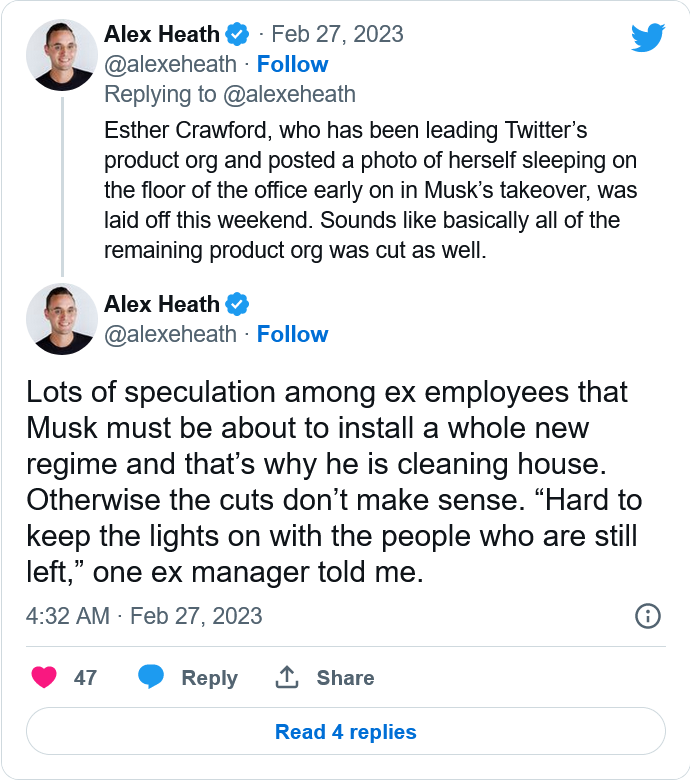 Alex Heath · Feb 27, 2023
@alexeheath · Follow
Replying to @alexeheath
Esther Crawford, who has been leading Twitter’s
product org and posted a photo of herself sleeping on
the floor of the office early on in Musk’s takeover, was
laid off this weekend. Sounds like basically all of the
remaining product org was cut as well.
Alex Heath
@alexeheath · Follow
Lots of speculation among ex employees that
Musk must be about to install a whole new
regime and that’s why he is cleaning house.
Otherwise the cuts don’t make sense. “Hard to
keep the lights on with the people who are still
left,” one ex manager told me.
4:32 AM · Feb 27, 2023
47 Reply Share
Read 4 replies